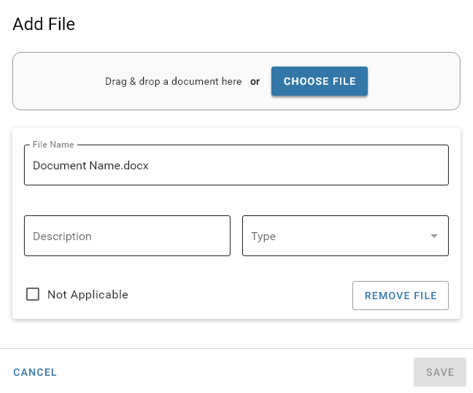 Add File
Drag & drop a document here or CHOOSE FILE
File Name
Document Name.docx
Description
Type
Not Applicable
REMOVE FILE
CANCEL
SAVE